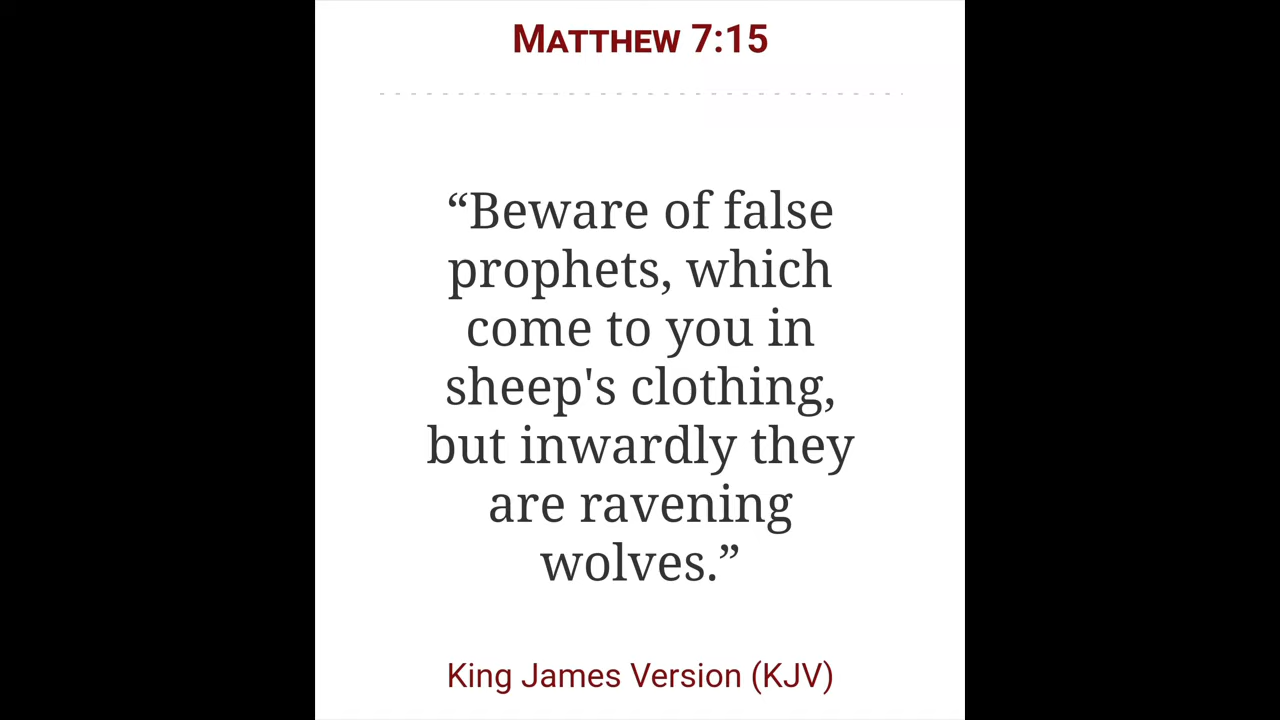 Matthew 7:15
“Beware of false
prophets, which
come to you in
sheep's clothing,
but inwardly they
are ravening
wolves.”
King James Version (KJV)